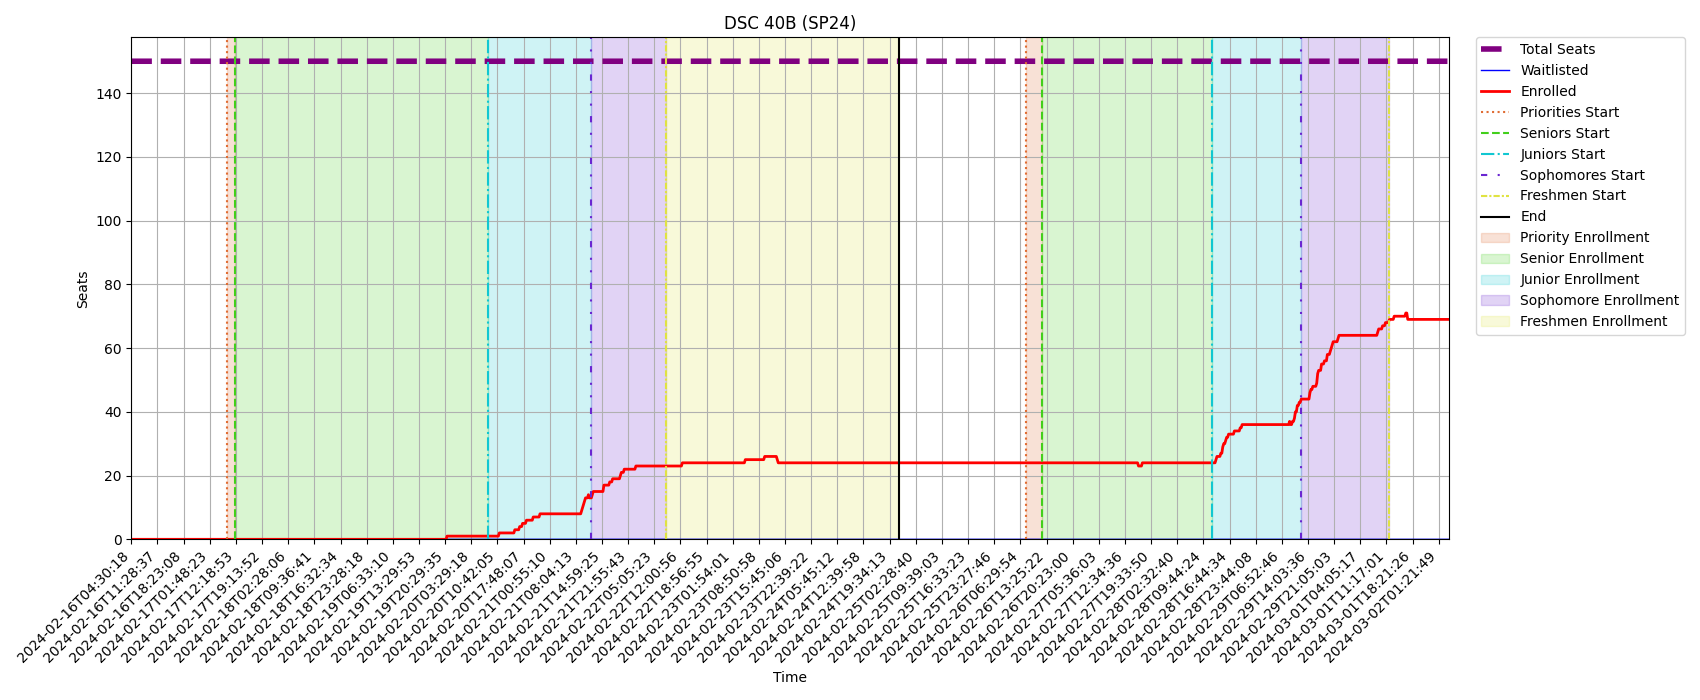 DSC 40B (SP24)
Seats
140
120
100
80
60
40
20
0
2024-02-16T04:30:18
2024-02-16T11:28:37
2024-02-16T18:23:08
2024-02-17T01:48:23
2024-02-17T12:18:53
2024-02-17T19:13:52
2024-02-18T02:28:06
2024-02-18T09:36:41
2024-02-18T16:32:34
2024-02-18T23:28:18
2024-02-19T06:33:10
2024-02-19T13:29:53
2024-02-19T20:29:35
2024-02-20T03:29:18
2024-02-20T10:42:05
2024-02-20T17:48:07
2024-02-21T00:55:10
2024-02-21T08:04:13
2024-02-21T14:59:25
2024-02-21T21:55:43
2024-02-22T05:05:23
2024-02-22T12:00:56
2024-02-22T18:56:55
2024-02-23T01:54:01
2024-02-23T08:50:58
2024-02-23T15:45:06
2024-02-23T22:39:22
2024-02-24T05:45:12
2024-02-24T12:39:58
2024-02-24T19:34:13
2024-02-25T02:28:40
2024-02-25T09:39:03
2024-02-25T16:33:23
2024-02-25T23:27:46
2024-02-26T06:29:54
2024-02-26T13:25:22
2024-02-26T20:23:00
2024-02-27T05:36:03
2024-02-27T12:34:36
2024-02-27T19:33:50
2024-02-28T02:32:40
2024-02-28T09:44:24
2024-02-28T16:44:34
2024-02-28T23:44:08
2024-02-29T06:52:46
2024-02-29T14:03:36
2024-02-29T21:05:03
2024-03-01T04:05:17
2024-03-01T11:17:01
2024-03-01T18:21:26
2024-03-02T01:21:49
Time
Total Seats
Waitlisted
Enrolled
Priorities Start
Seniors Start
Juniors Start
Sophomores Start
Freshmen Start
End
Priority Enrollment
Senior Enrollment
Junior Enrollment
Sophomore Enrollment
Freshmen Enrollment